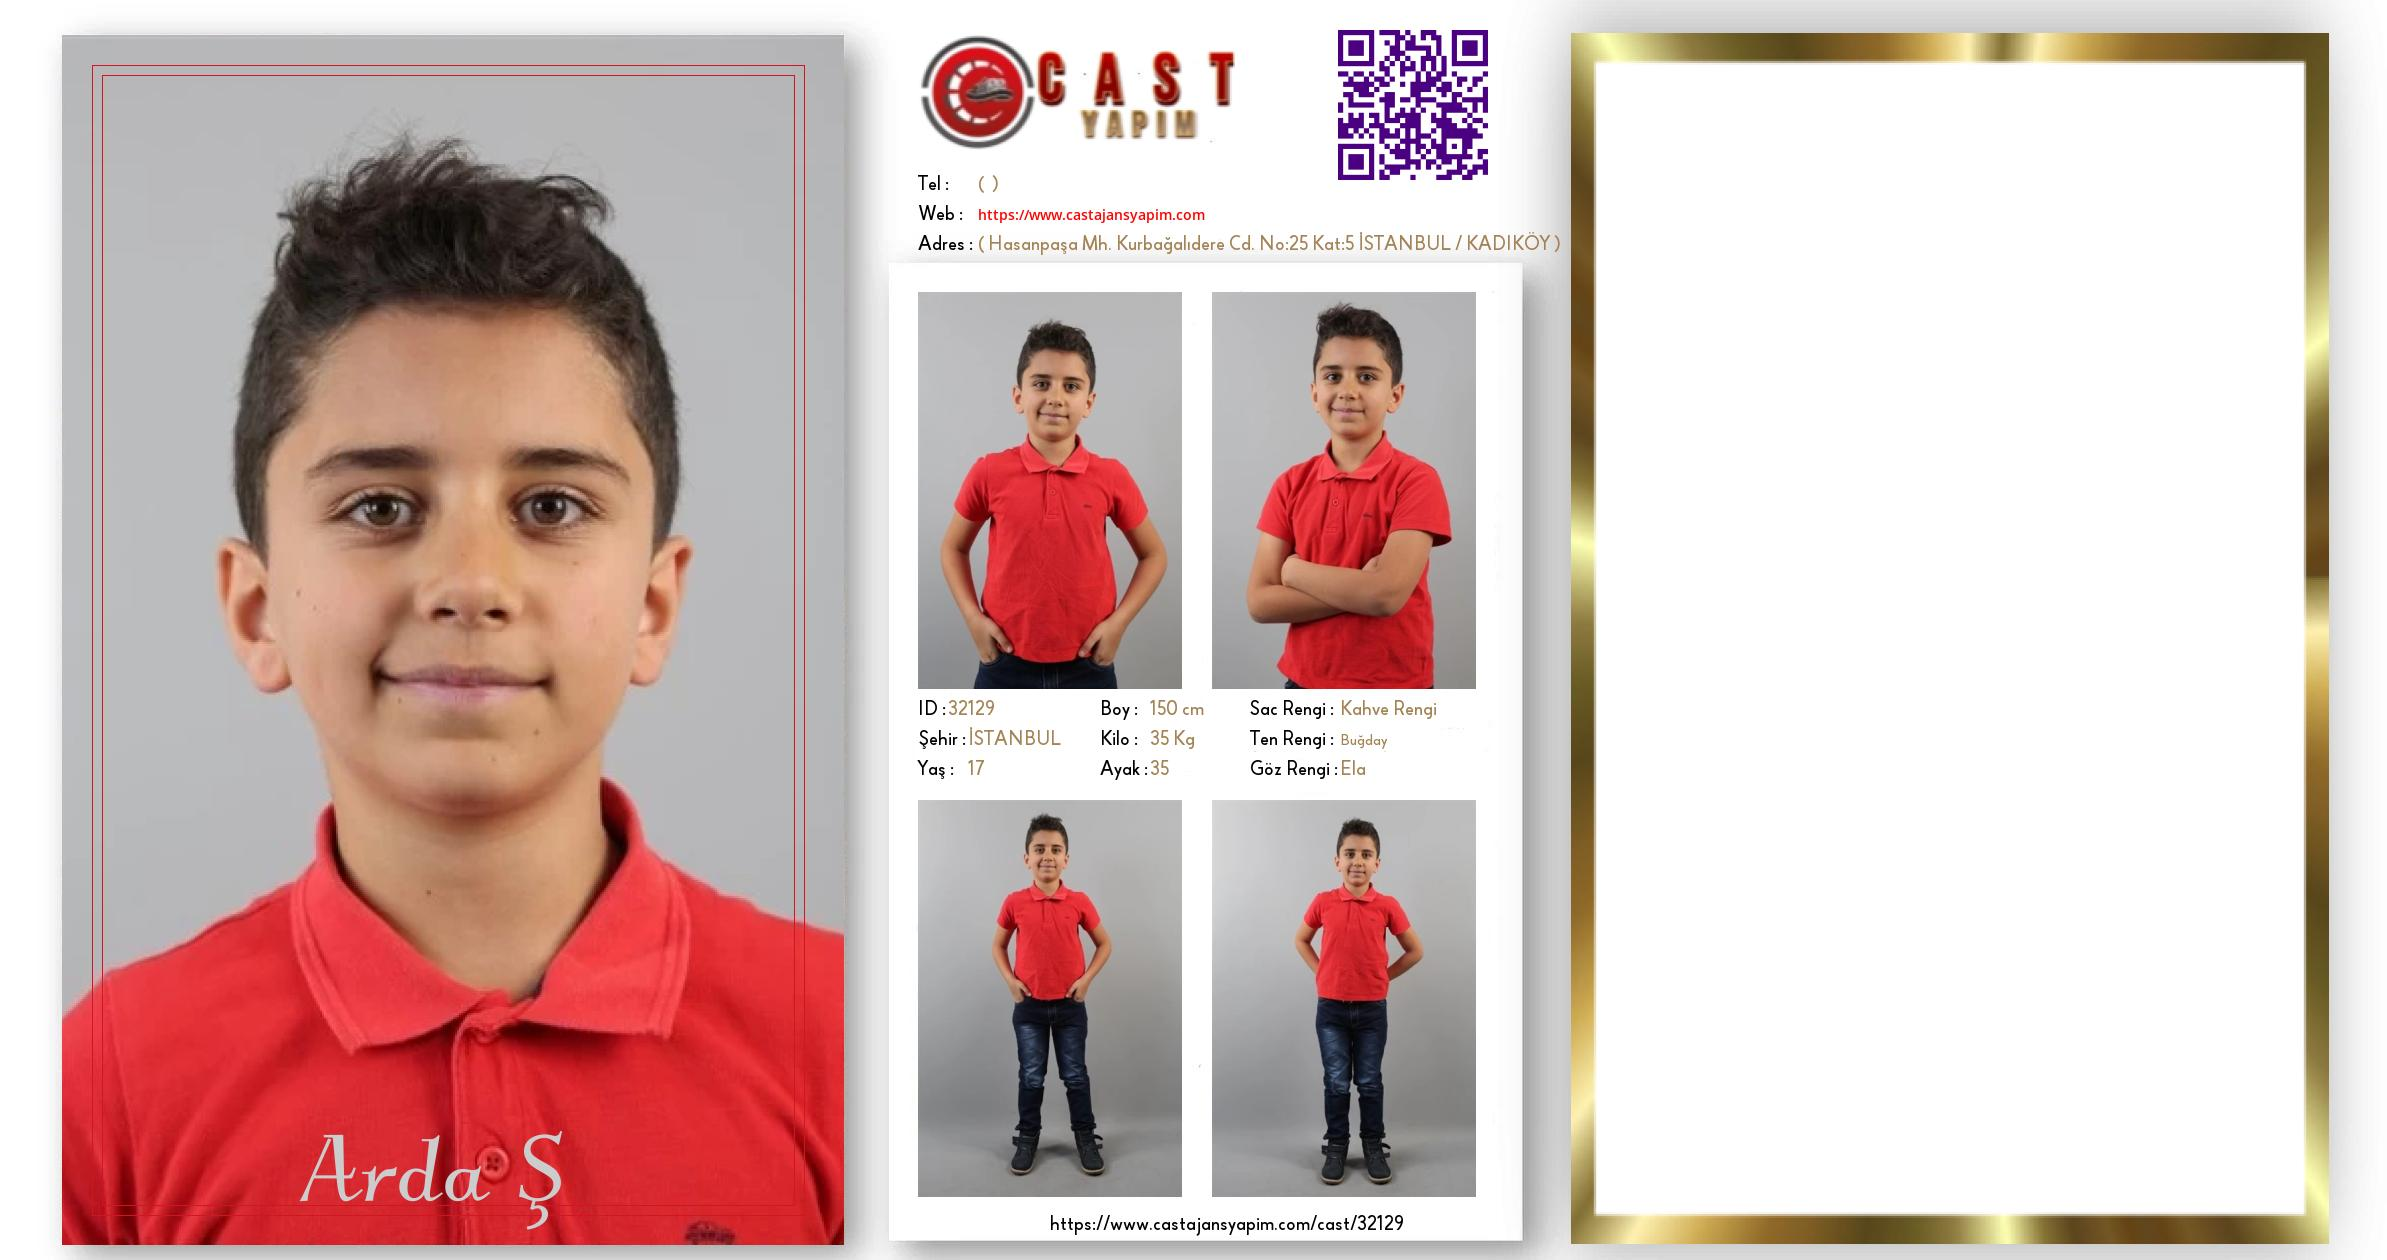 Arda Ş
CAST
YAPIM
Tel : ( )
Web : https://www.castajansyapim.com
Adres : ( Hasanpaşa Mh. Kurbağalıdere Cd. No:25 Kat:5 İSTANBUL / KADIKÖY )
ID : 32129 Boy : 150 cm Sac Rengi : Kahve Rengi
Şehir : İSTANBUL Kilo : 35 Kg Ten Rengi : Buğday
Yaş : 17 Ayak : 35 Göz Rengi : Ela
https://www.castajansyapim.com/cast/32129